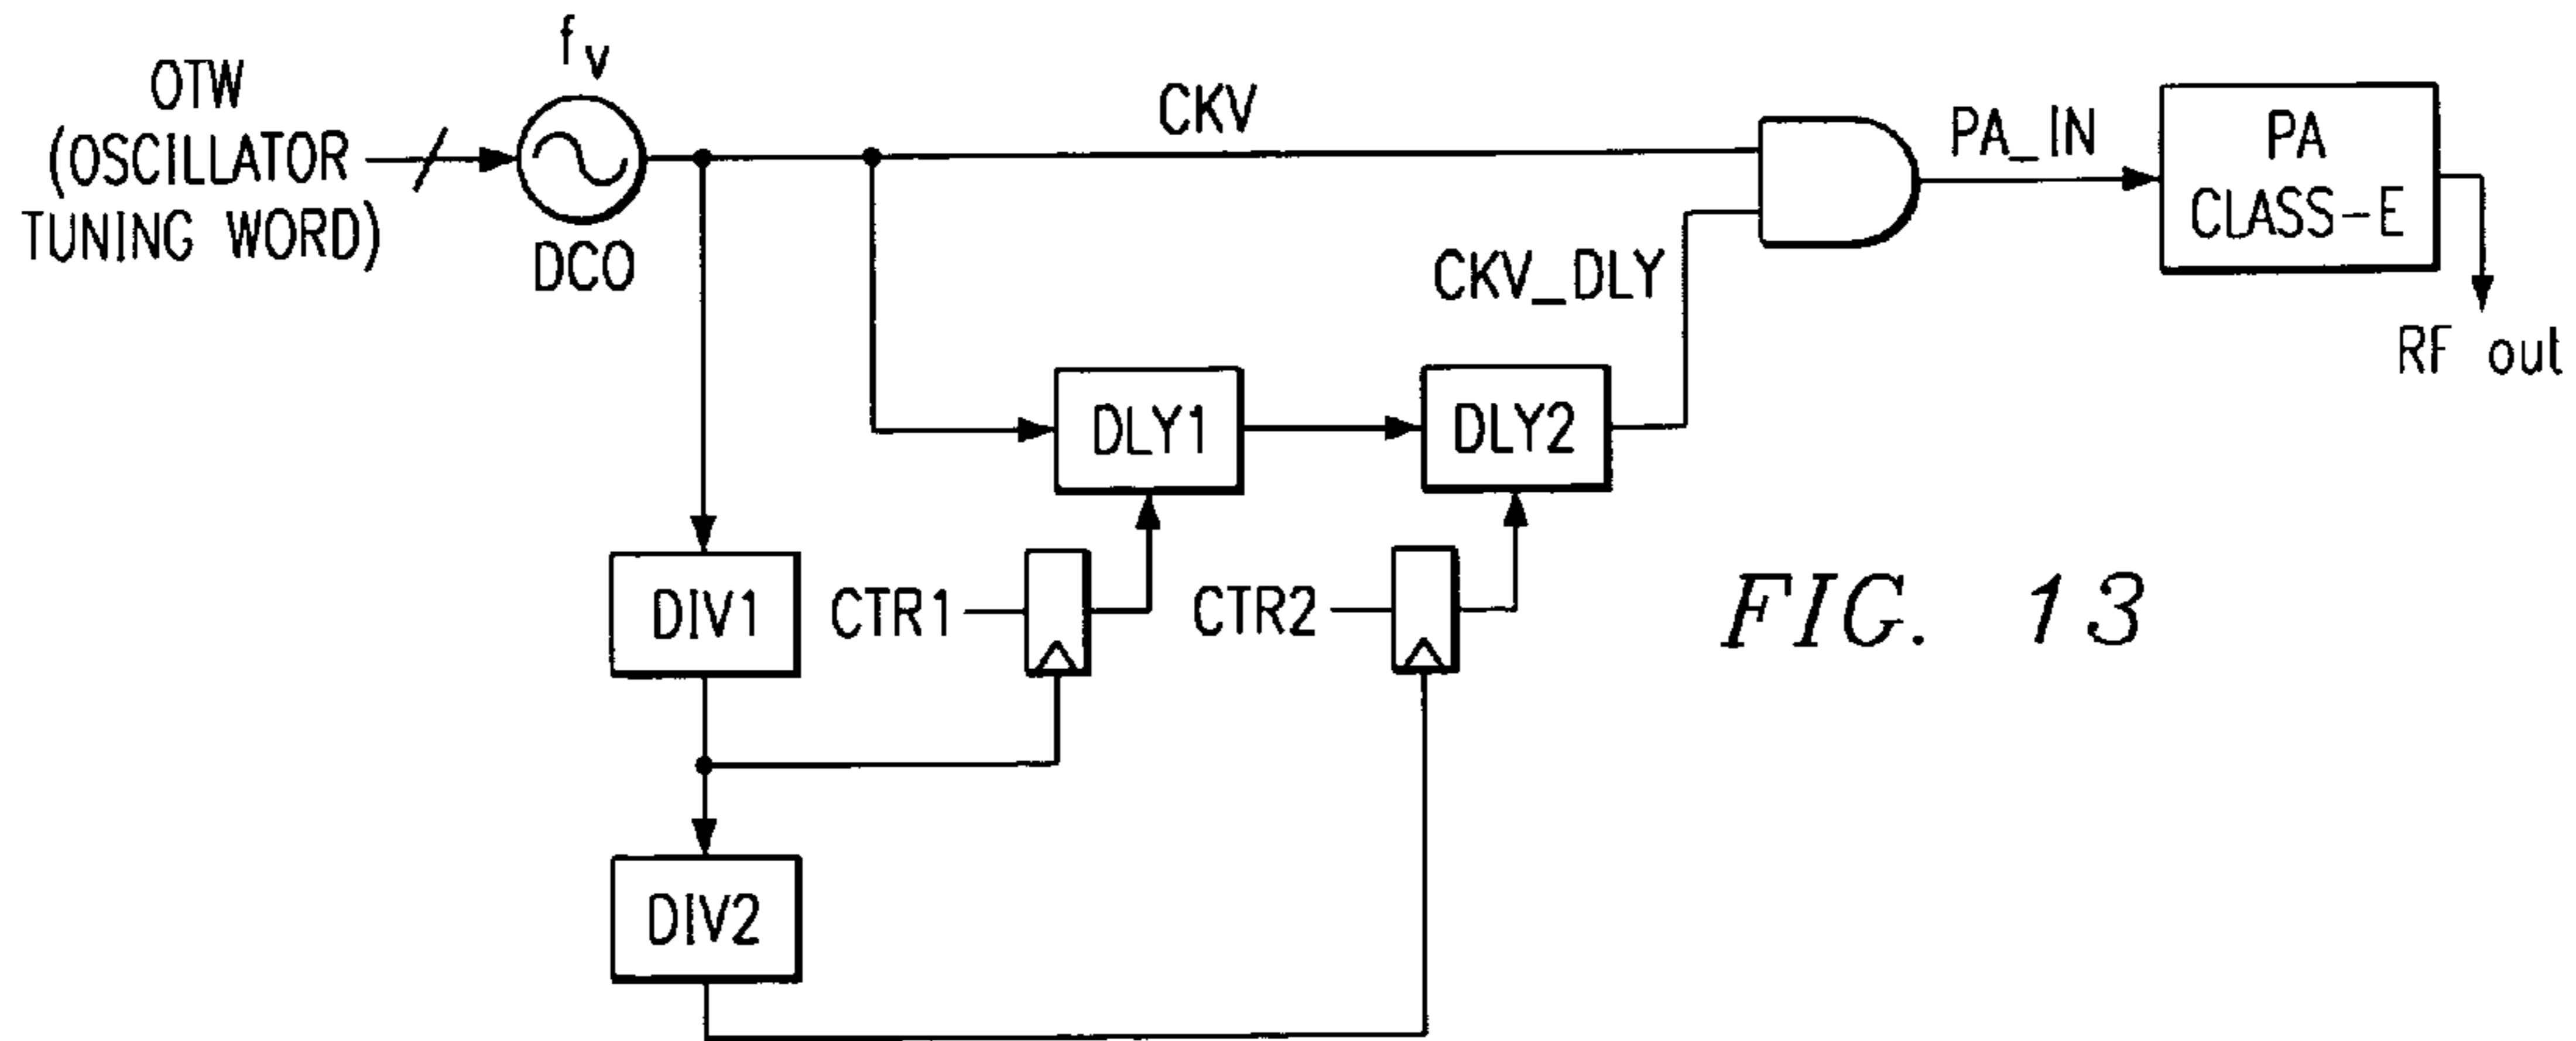 f_V
OTW
(OSCILLATOR
TUNING WORD)
DCO
CKV
PA_IN
PA
CLASS-E
CKV_DLY
RF out
DLY1
DLY2
DIV1
CTR1
CTR2
FIG. 13
DIV2